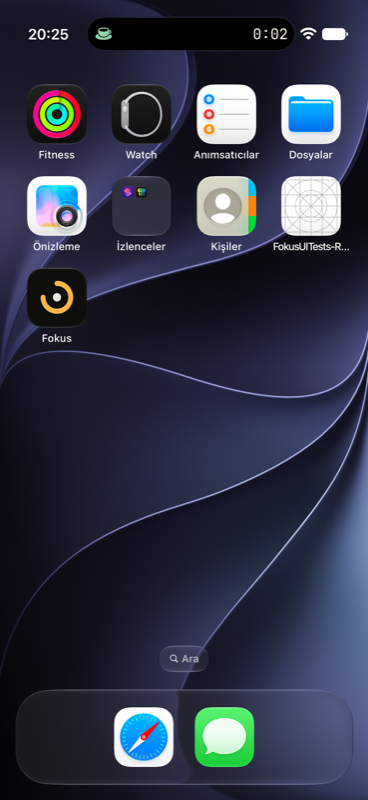 20:25
0:02
Fitness
Watch
Anımsatıcılar
Dosyalar
Önizleme
İzlenceler
Kişiler
FokusUITests-R...
Fokus
Ara